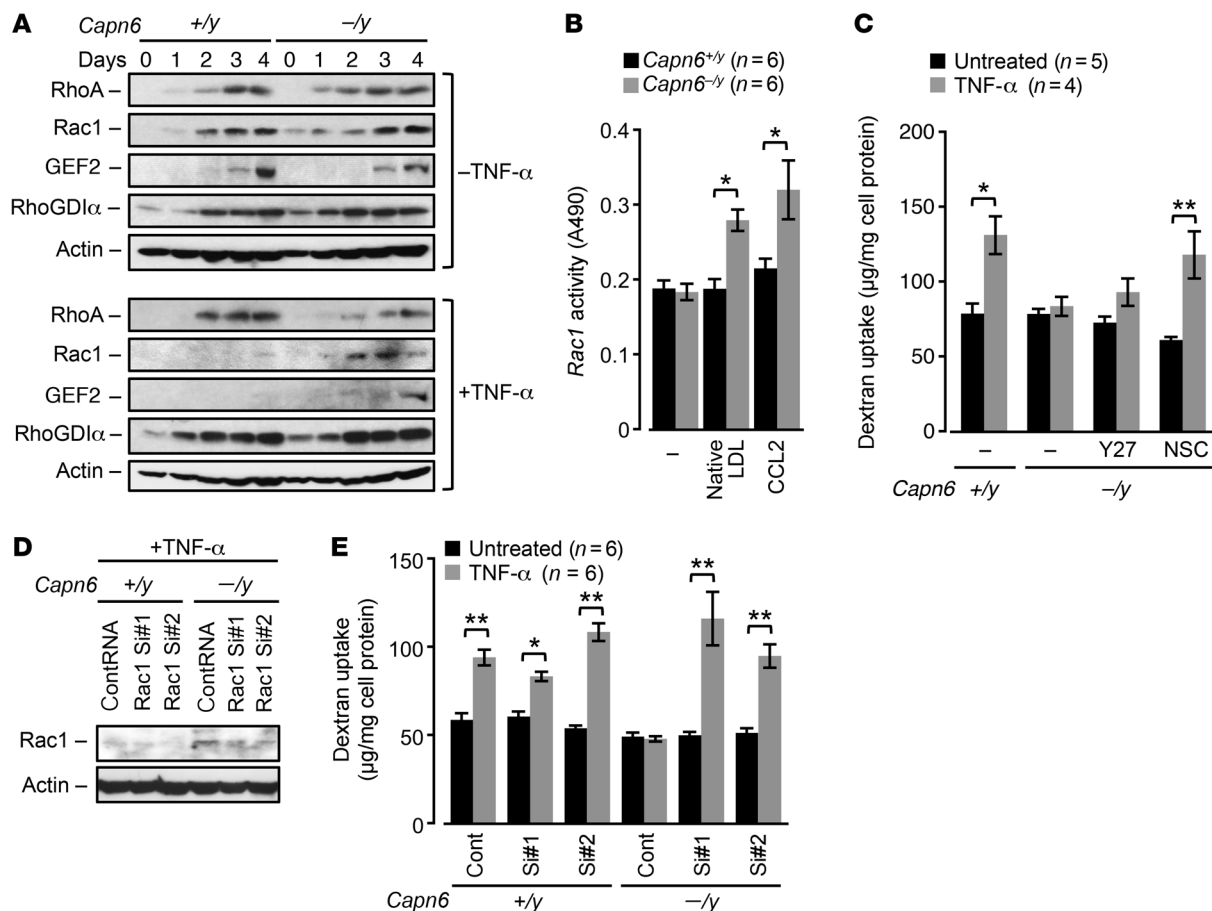 A
Capn6 +/y –/y
Days 0 1 2 3 4 0 1 2 3 4
RhoA –
Rac1 –
GEF2 –
RhoGDIα –
Actin –
–TNF-α
RhoA –
Rac1 –
GEF2 –
RhoGDIα –
Actin –
+TNF-α
B
Capn6+/y (n = 6)
Capn6–/y (n = 6)
Rac1 activity (A490)
0.4
0.3
0.2
0.1
0
*
*
–
Native
LDL
CCL2
C
Untreated (n = 5)
TNF-α (n = 4)
Dextran uptake (µg/mg cell protein)
200
150
100
50
0
*
**
– – Y27 NSC
Capn6 +/y –/y
D
+TNF-α
Capn6 +/y –/y
ContRNA
Rac1 Si#1
Rac1 Si#2
ContRNA
Rac1 Si#1
Rac1 Si#2
Rac1 –
Actin –
E
Untreated (n = 6)
TNF-α (n = 6)
Dextran uptake
(µg/mg cell protein)
150
100
50
0
**
*
**
**
**
Cont
Si#1
Si#2
Cont
Si#1
Si#2
Capn6 +/y –/y